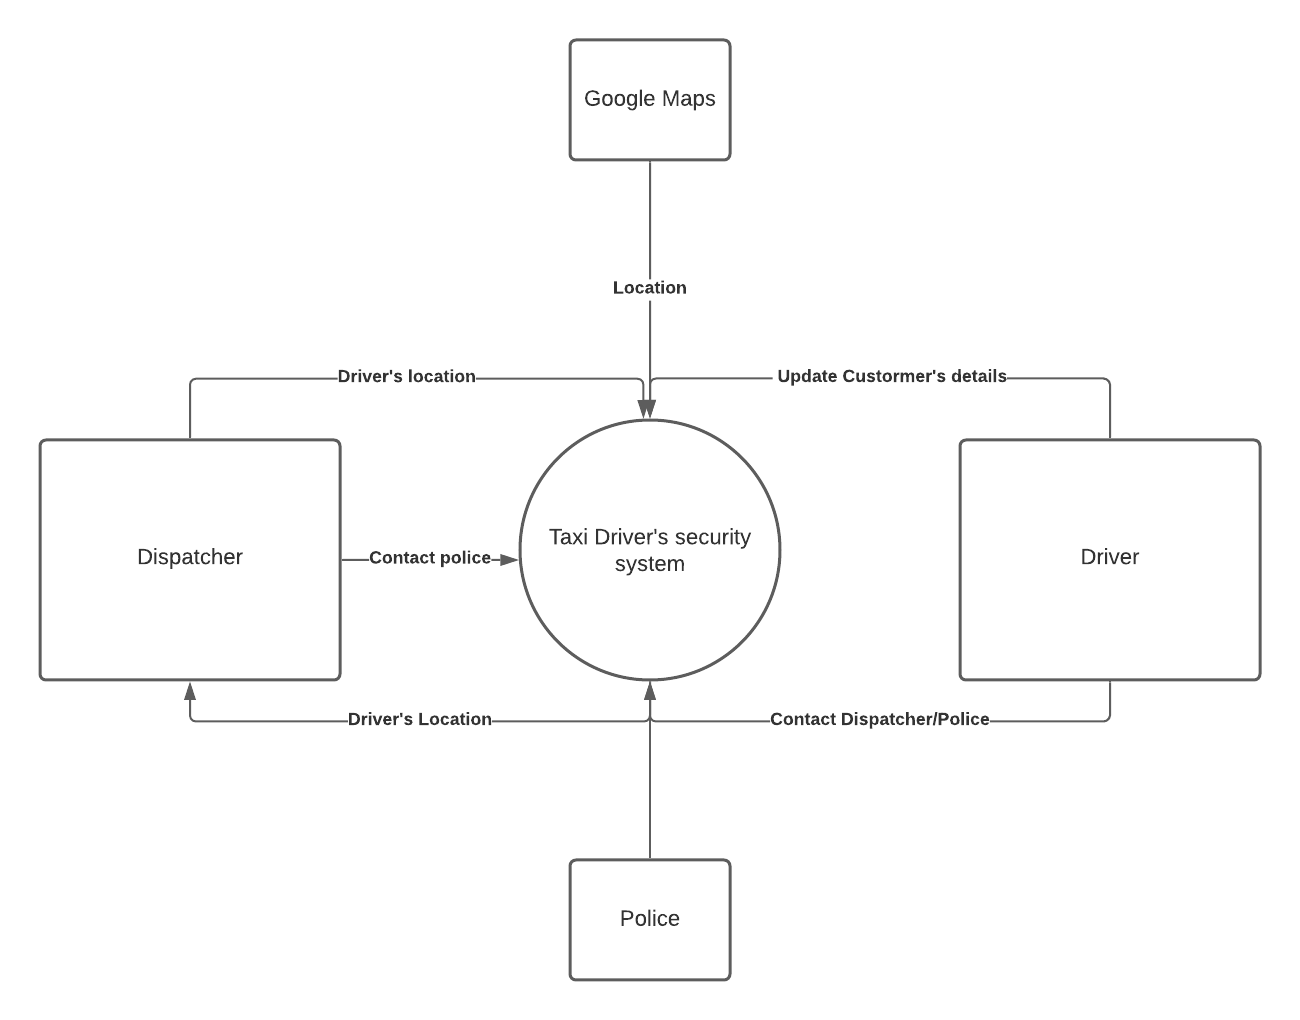 Google Maps
Location
Driver's location
Update Custormer's details
Dispatcher
Contact police
Taxi Driver's security
system
Driver
Driver's Location
Contact Dispatcher/Police
Police